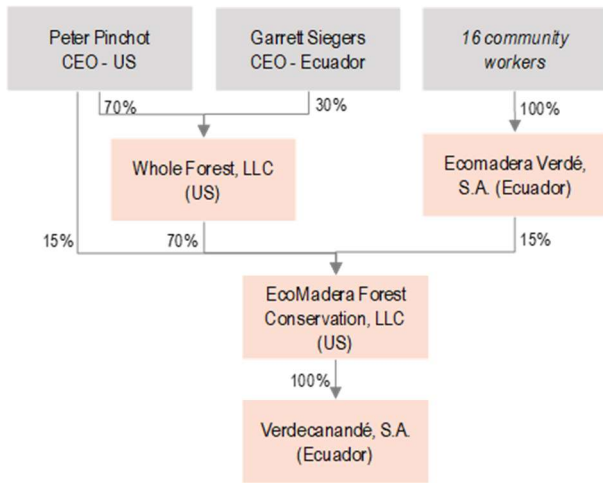 Peter Pinchot
CEO - US
Garrett Siegers
CEO - Ecuador
16 community
workers
70%
30%
100%
Whole Forest, LLC
(US)
Ecomadera Verdé,
S.A. (Ecuador)
15%
70%
15%
EcoMadera Forest
Conservation, LLC
(US)
100%
Verdecanandé, S.A.
(Ecuador)